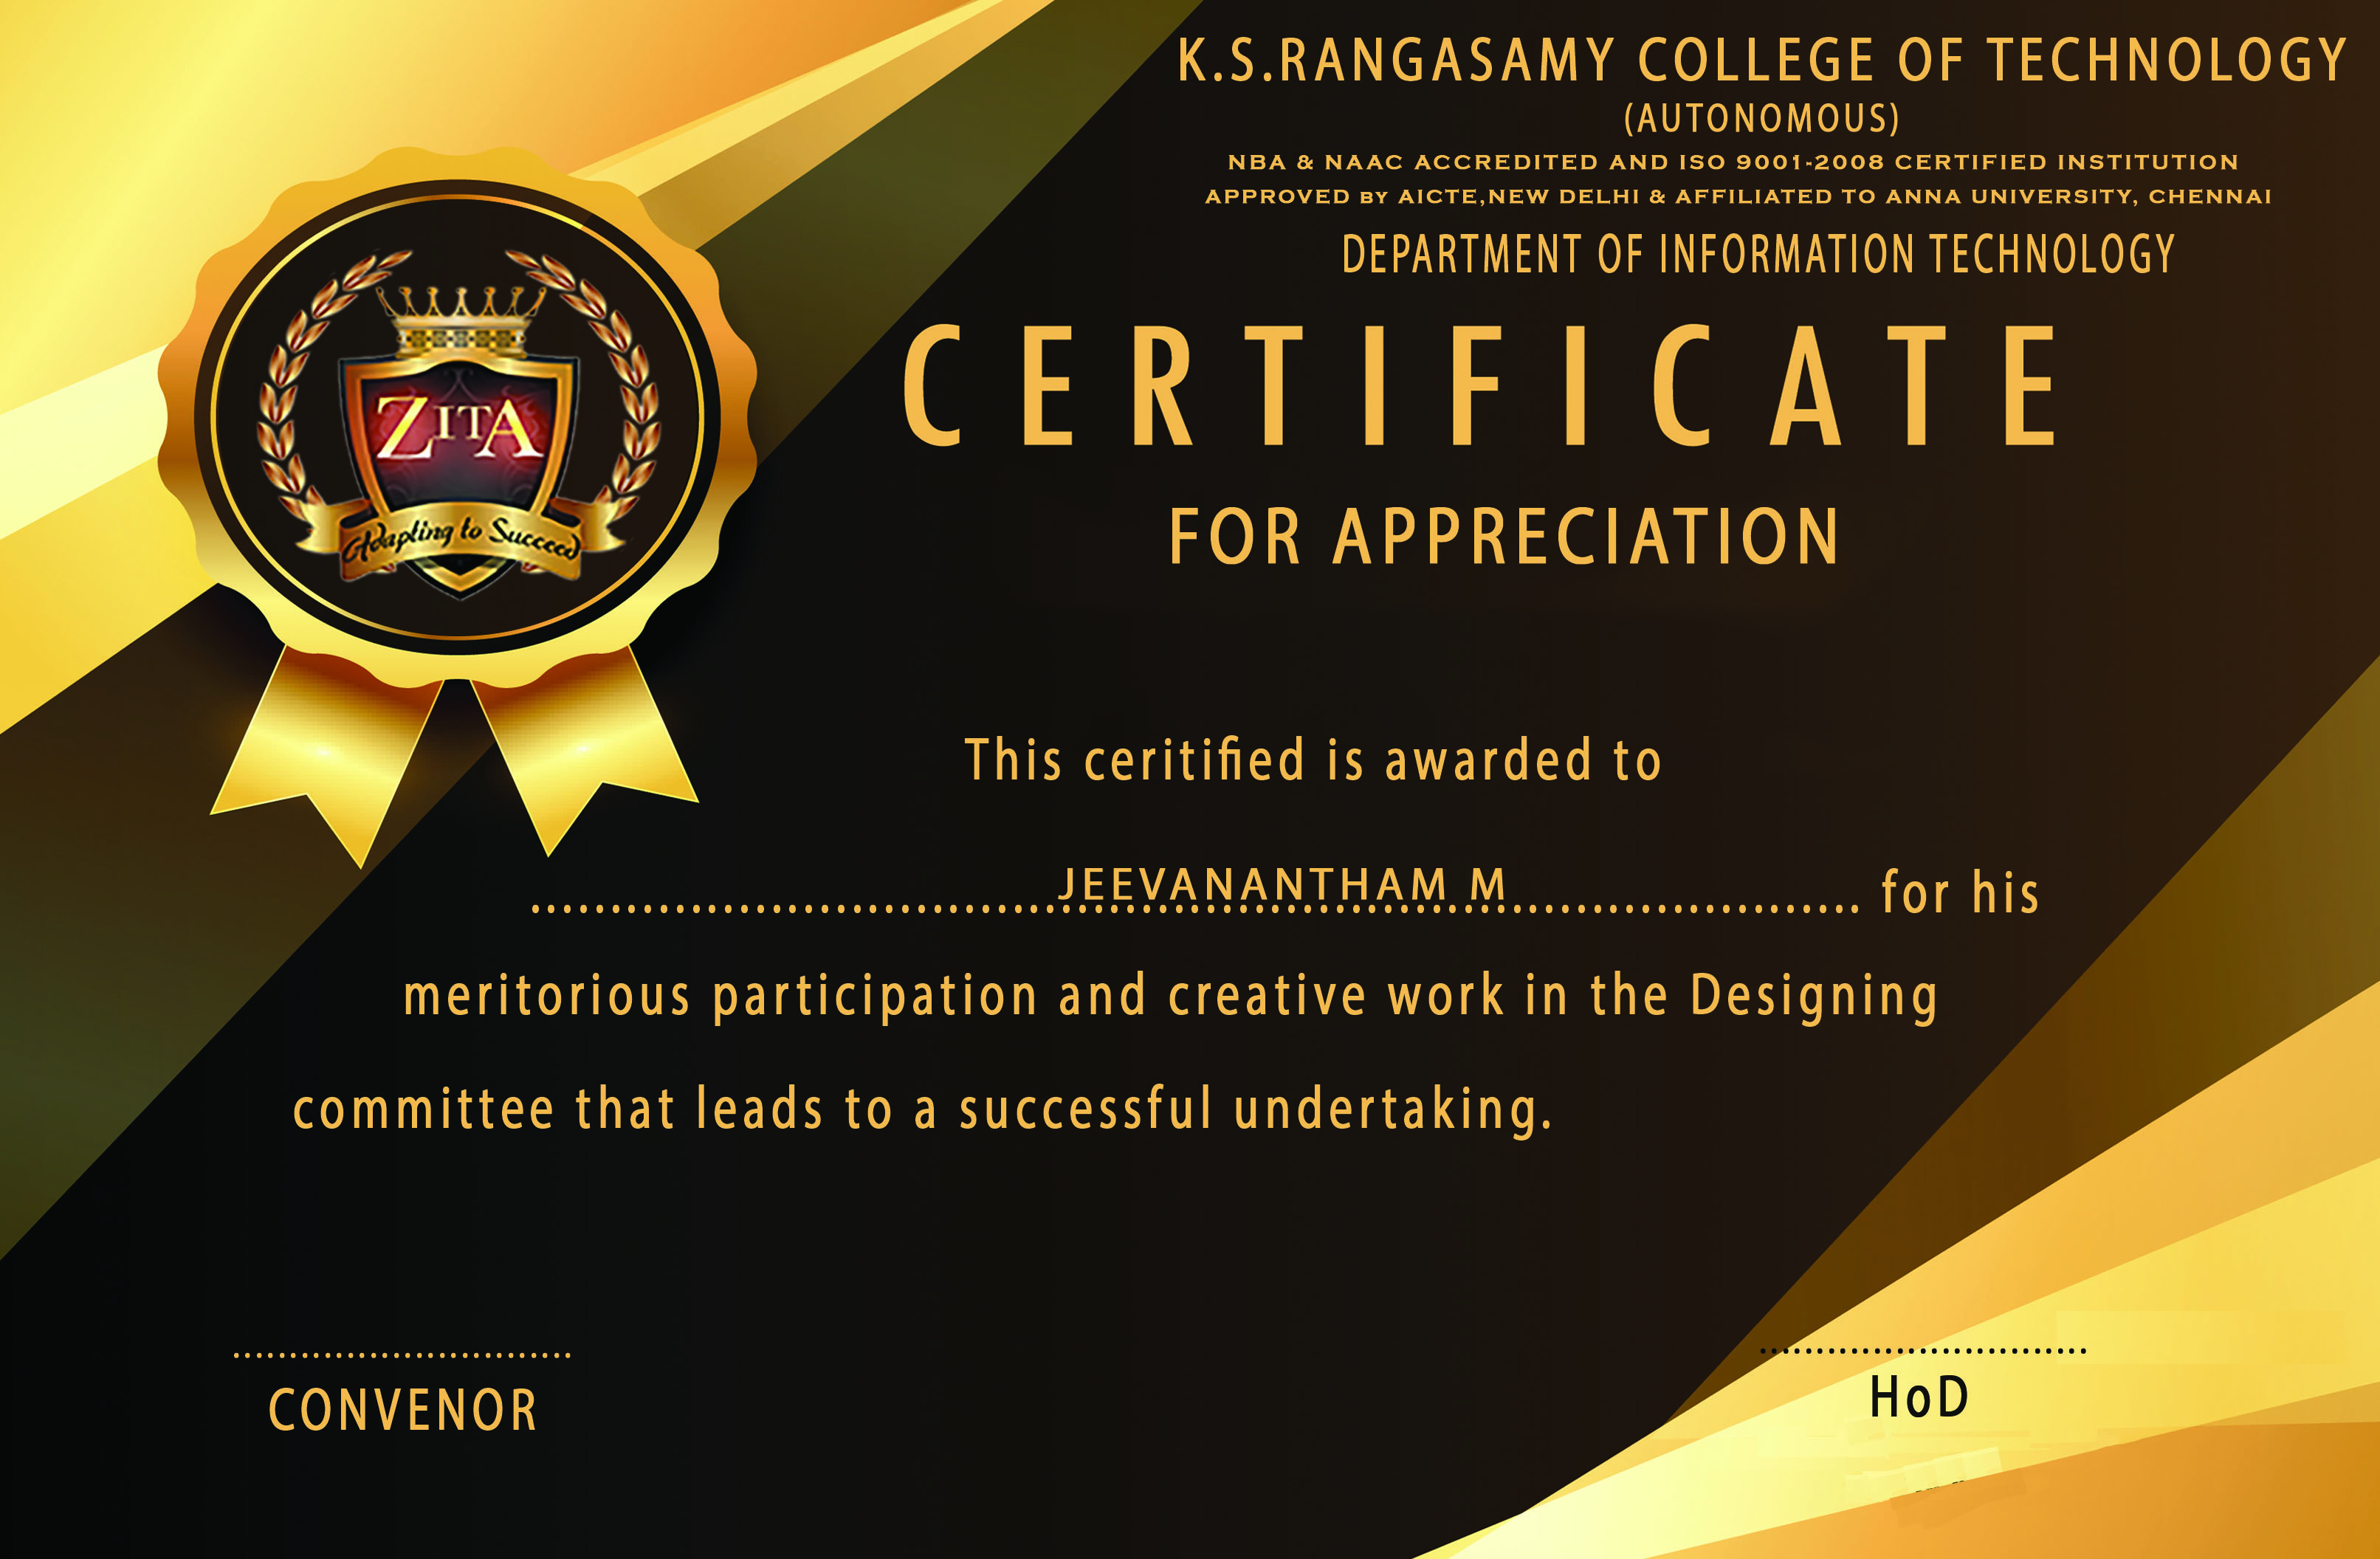 K.S.RANGASAMY COLLEGE OF TECHNOLOGY
(AUTONOMOUS)
NBA & NAAC ACCREDITED AND ISO 9001-2008 CERTIFIED INSTITUTION
APPROVED BY AICTE,NEW DELHI & AFFILIATED TO ANNA UNIVERSITY, CHENNAI
DEPARTMENT OF INFORMATION TECHNOLOGY
CERTIFICATE
FOR APPRECIATION
ZITA
Adapting to Succeed
This ceritified is awarded to
JEEVANANTHAM M for his
meritorious participation and creative work in the Designing
committee that leads to a successful undertaking.
CONVENOR
HoD